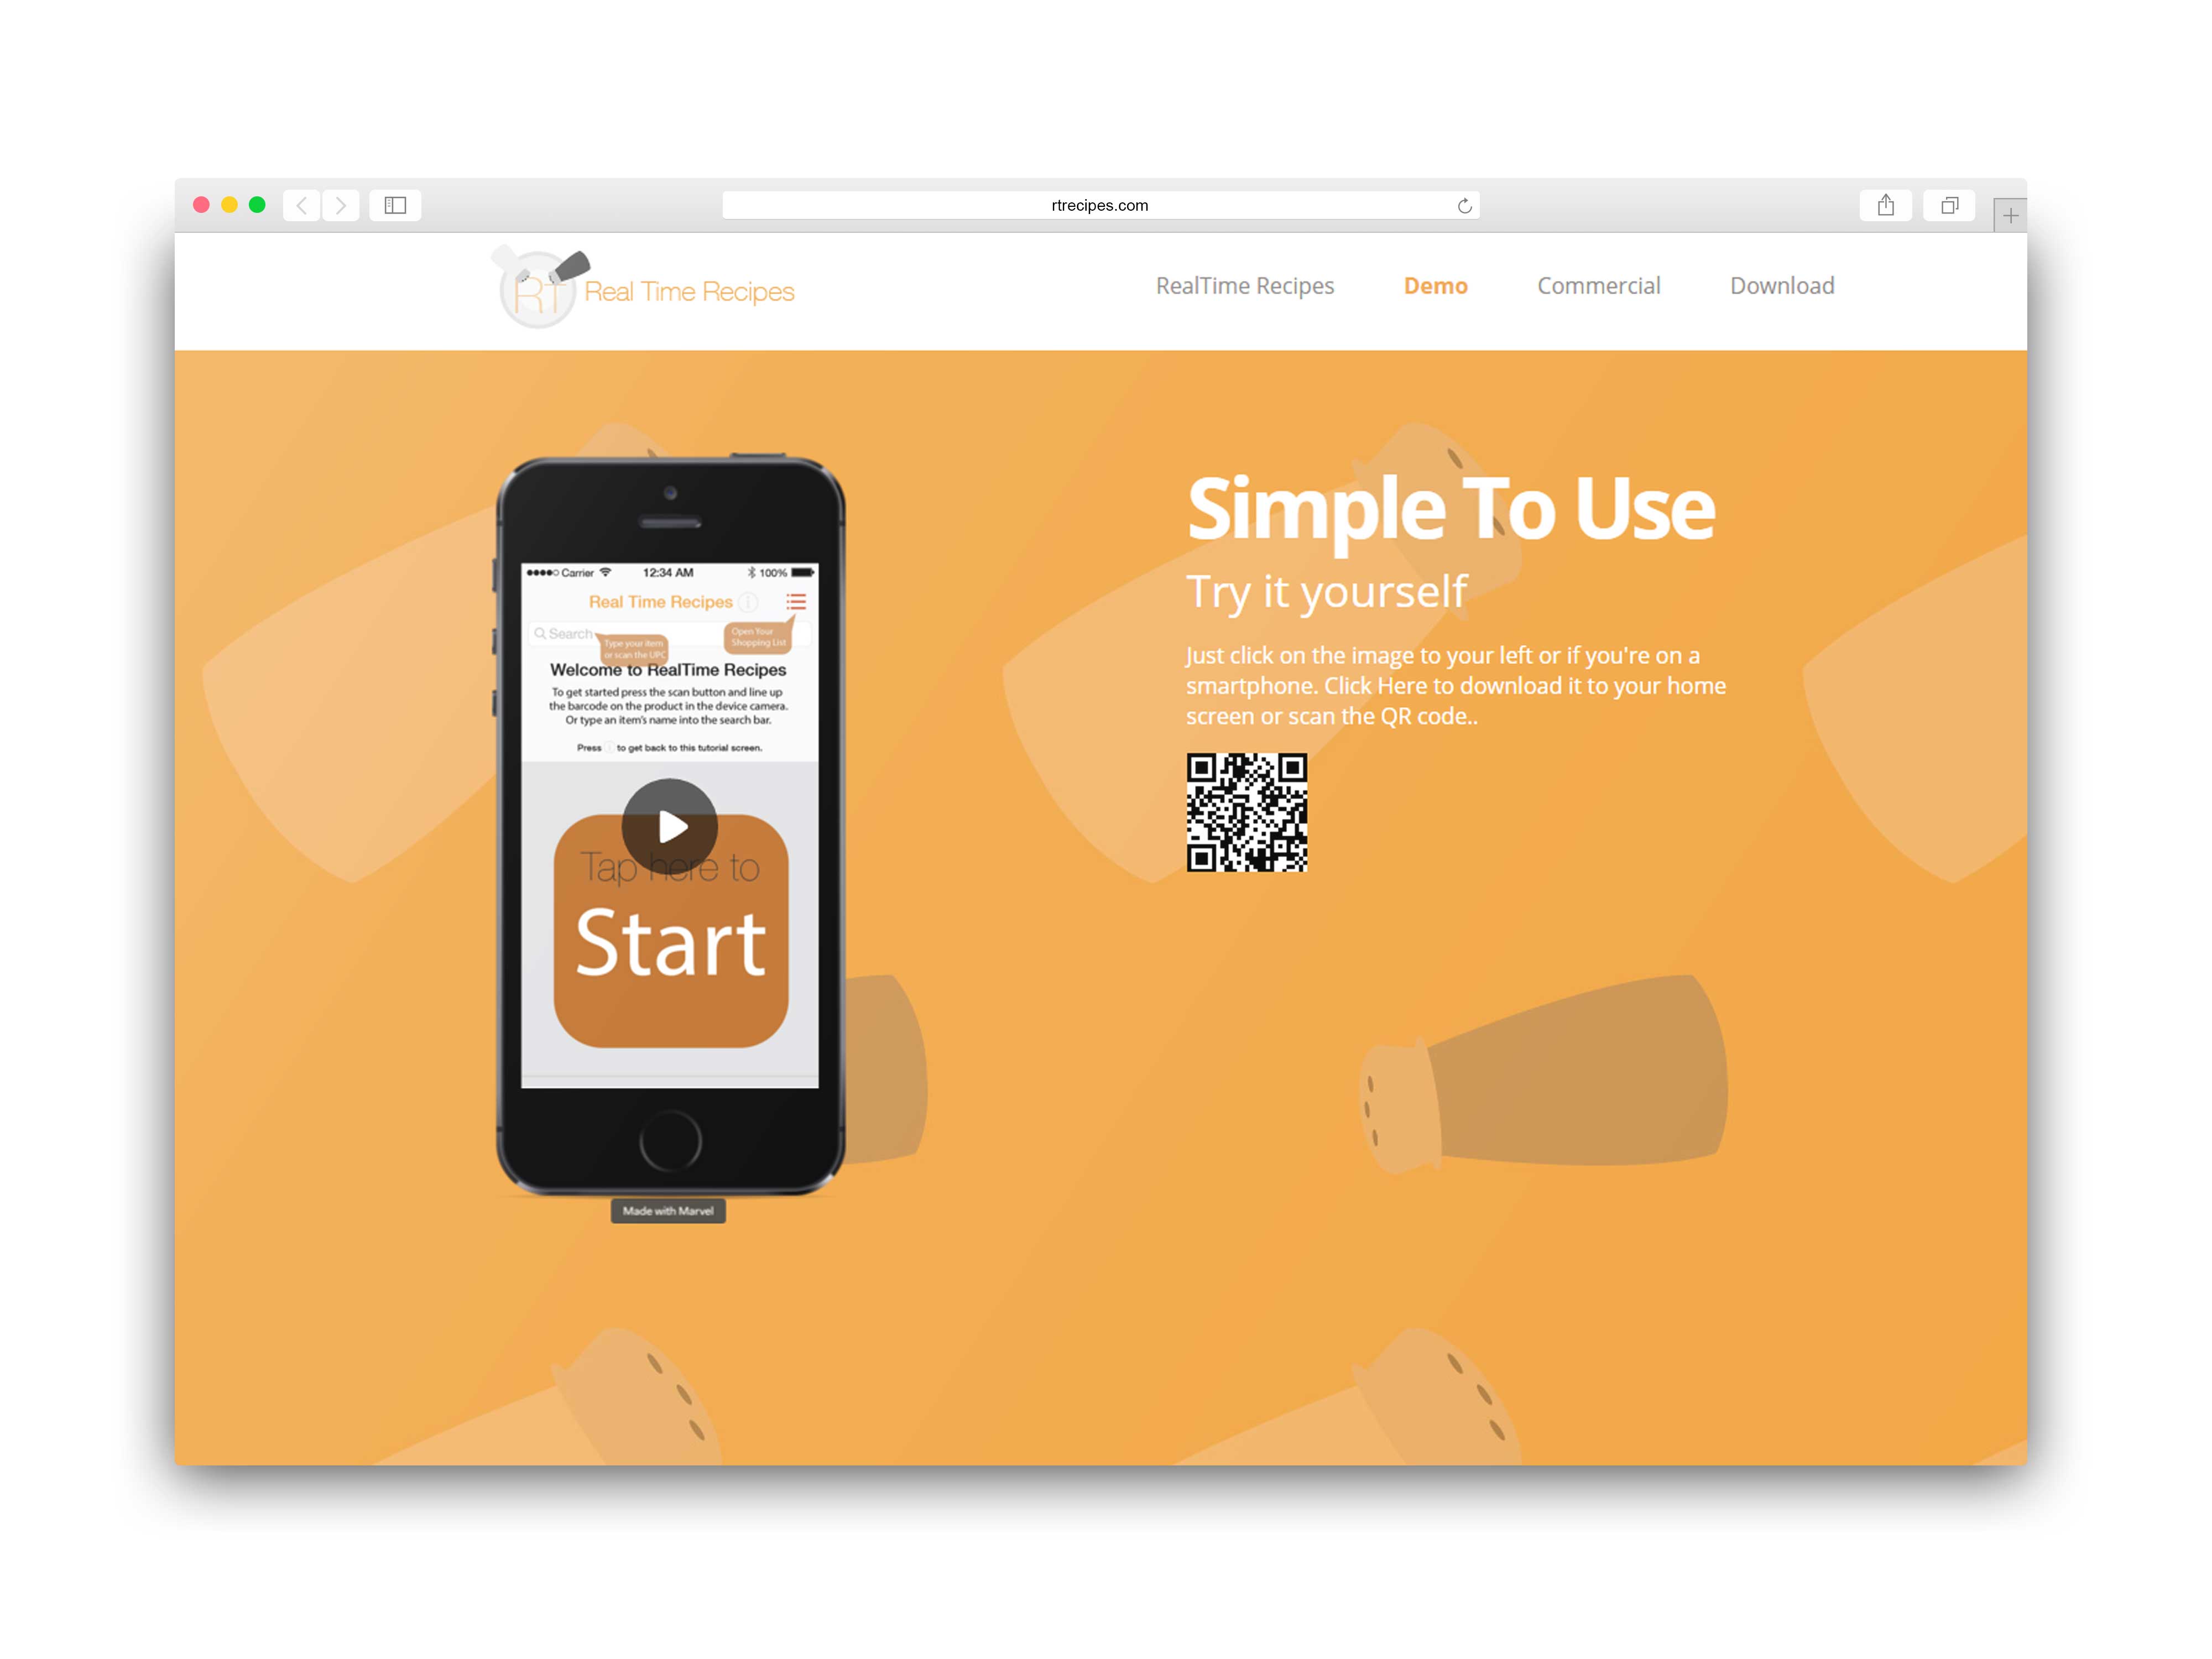 rtrecipes.com
RT Real Time Recipes
RealTime Recipes Demo Commercial Download
Simple To Use
Try it yourself
Just click on the image to your left or if you're on a
smartphone. Click Here to download it to your home
screen or scan the QR code..
Carrier 12:34 AM 100%
Real Time Recipes
Search
Type your item
or scan the UPC
Open Your
Shopping List
Welcome to RealTime Recipes
To get started press the scan button and line up
the barcode on the product in the device camera.
Or type an item's name into the search bar.
Press i to get back to this tutorial screen.
Tap here to
Start
Made with Marvel